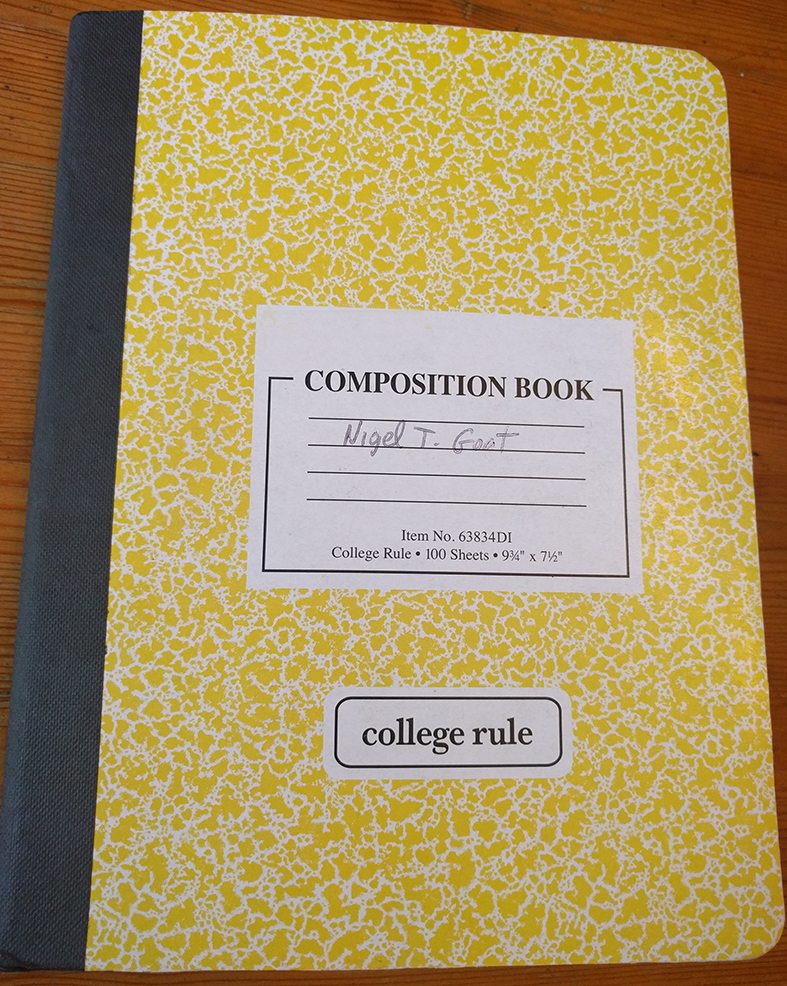 COMPOSITION BOOK
Nigel T. Goat
Item No. 63834DI
College Rule • 100 Sheets • 9¾" x 7½"
college rule